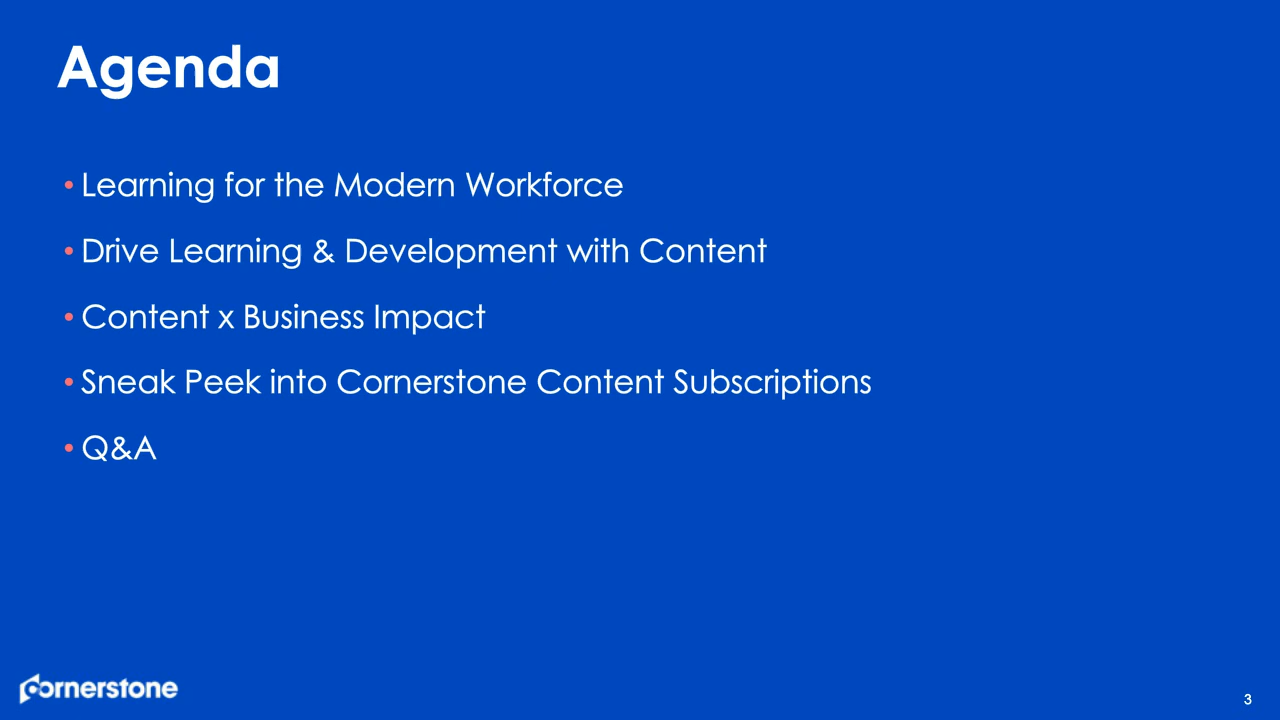 Agenda
• Learning for the Modern Workforce
• Drive Learning & Development with Content
• Content x Business Impact
• Sneak Peek into Cornerstone Content Subscriptions
• Q&A
cornerstone
3